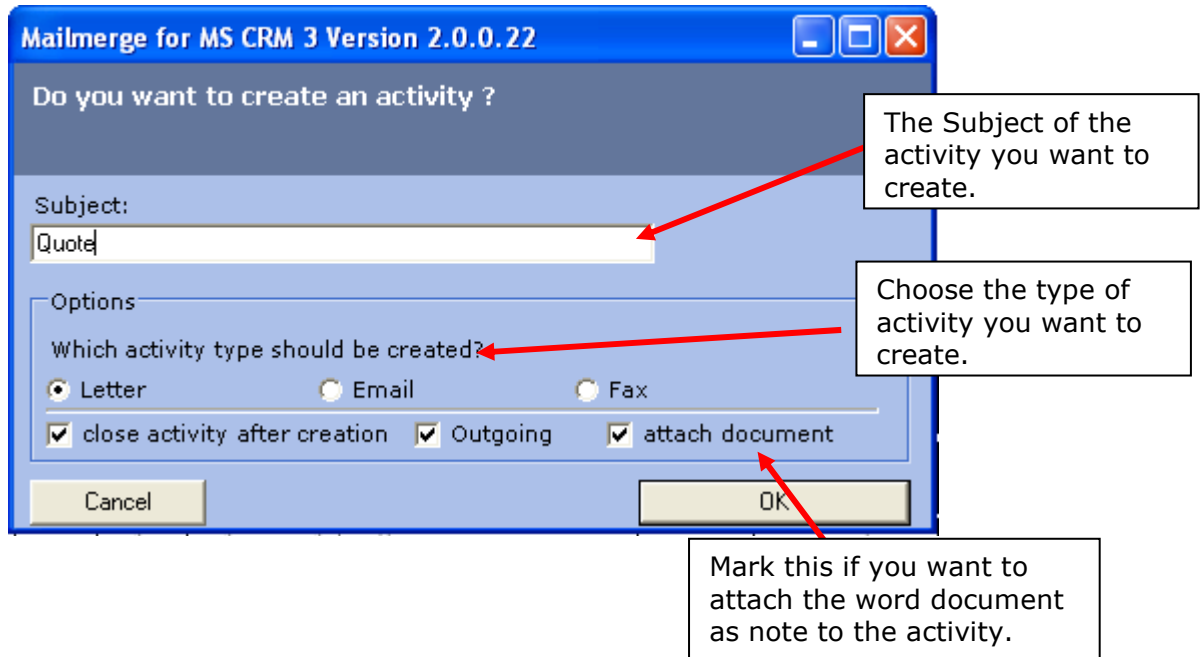 Mailmerge for MS CRM 3 Version 2.0.0.22
Do you want to create an activity ?
The Subject of the
activity you want to
create.
Subject:
Quote
Choose the type of
activity you want to
create.
Options
Which activity type should be created?
Letter Email Fax
close activity after creation Outgoing attach document
Cancel OK
Mark this if you want to
attach the word document
as note to the activity.